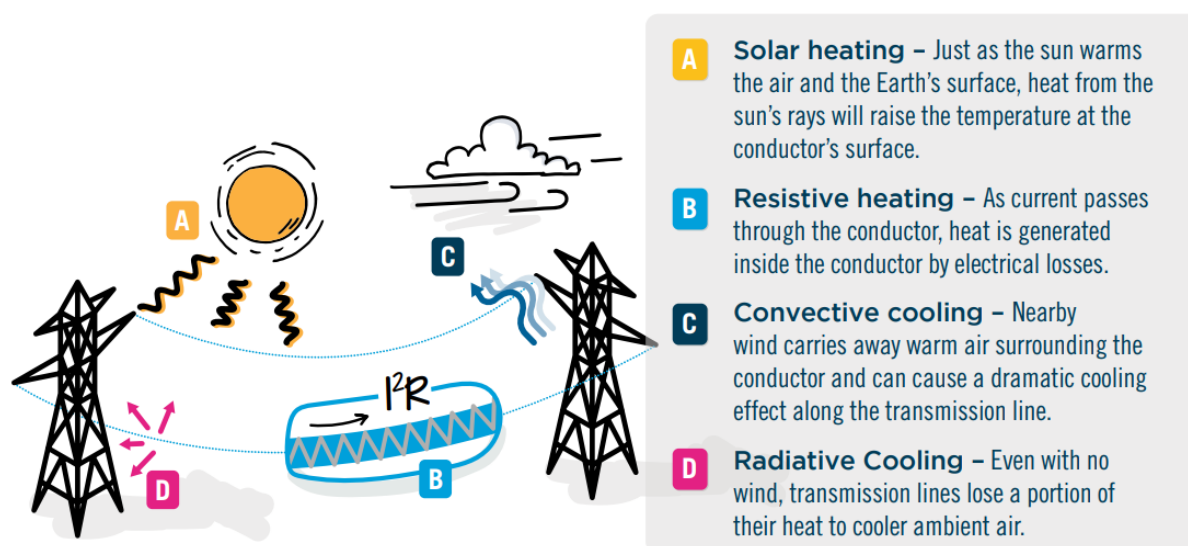 A
C
I²R
B
D
A
Solar heating – Just as the sun warms
the air and the Earth’s surface, heat from the
sun’s rays will raise the temperature at the
conductor’s surface.
B
Resistive heating – As current passes
through the conductor, heat is generated
inside the conductor by electrical losses.
C
Convective cooling – Nearby
wind carries away warm air surrounding the
conductor and can cause a dramatic cooling
effect along the transmission line.
D
Radiative Cooling – Even with no
wind, transmission lines lose a portion of
their heat to cooler ambient air.